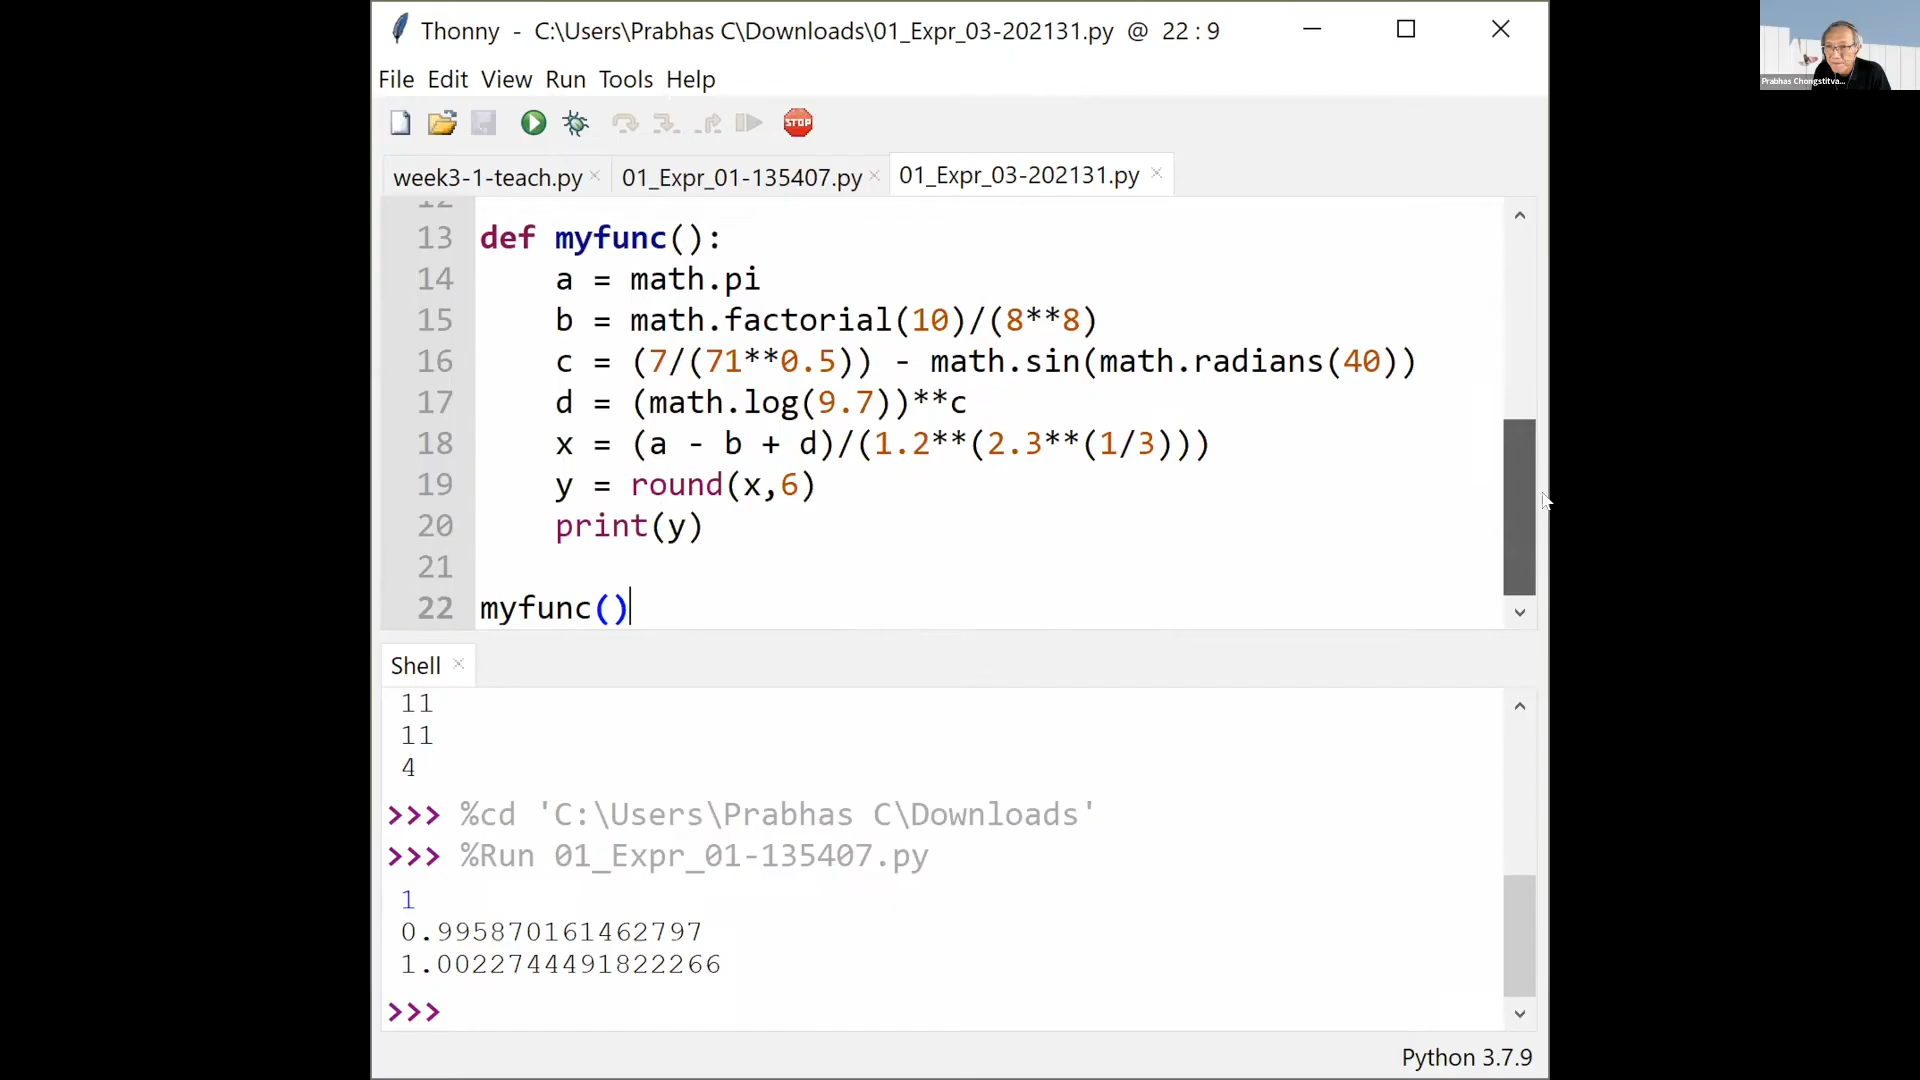 Thonny - C:\Users\Prabhas C\Downloads\01_Expr_03-202131.py @ 22 : 9
File Edit View Run Tools Help
STOP
week3-1-teach.py
01_Expr_01-135407.py
01_Expr_03-202131.py
12
13 def myfunc():
14     a = math.pi
15     b = math.factorial(10)/(8**8)
16     c = (7/(71**0.5)) - math.sin(math.radians(40))
17     d = (math.log(9.7))**c
18     x = (a - b + d)/(1.2**(2.3**(1/3)))
19     y = round(x,6)
20     print(y)
21
22 myfunc()
Shell
11
11
4
>>> %cd 'C:\Users\Prabhas C\Downloads'
>>> %Run 01_Expr_01-135407.py
1
0.995870161462797
1.0022744491822266
>>>
Python 3.7.9
Prabhas Chongstitva...